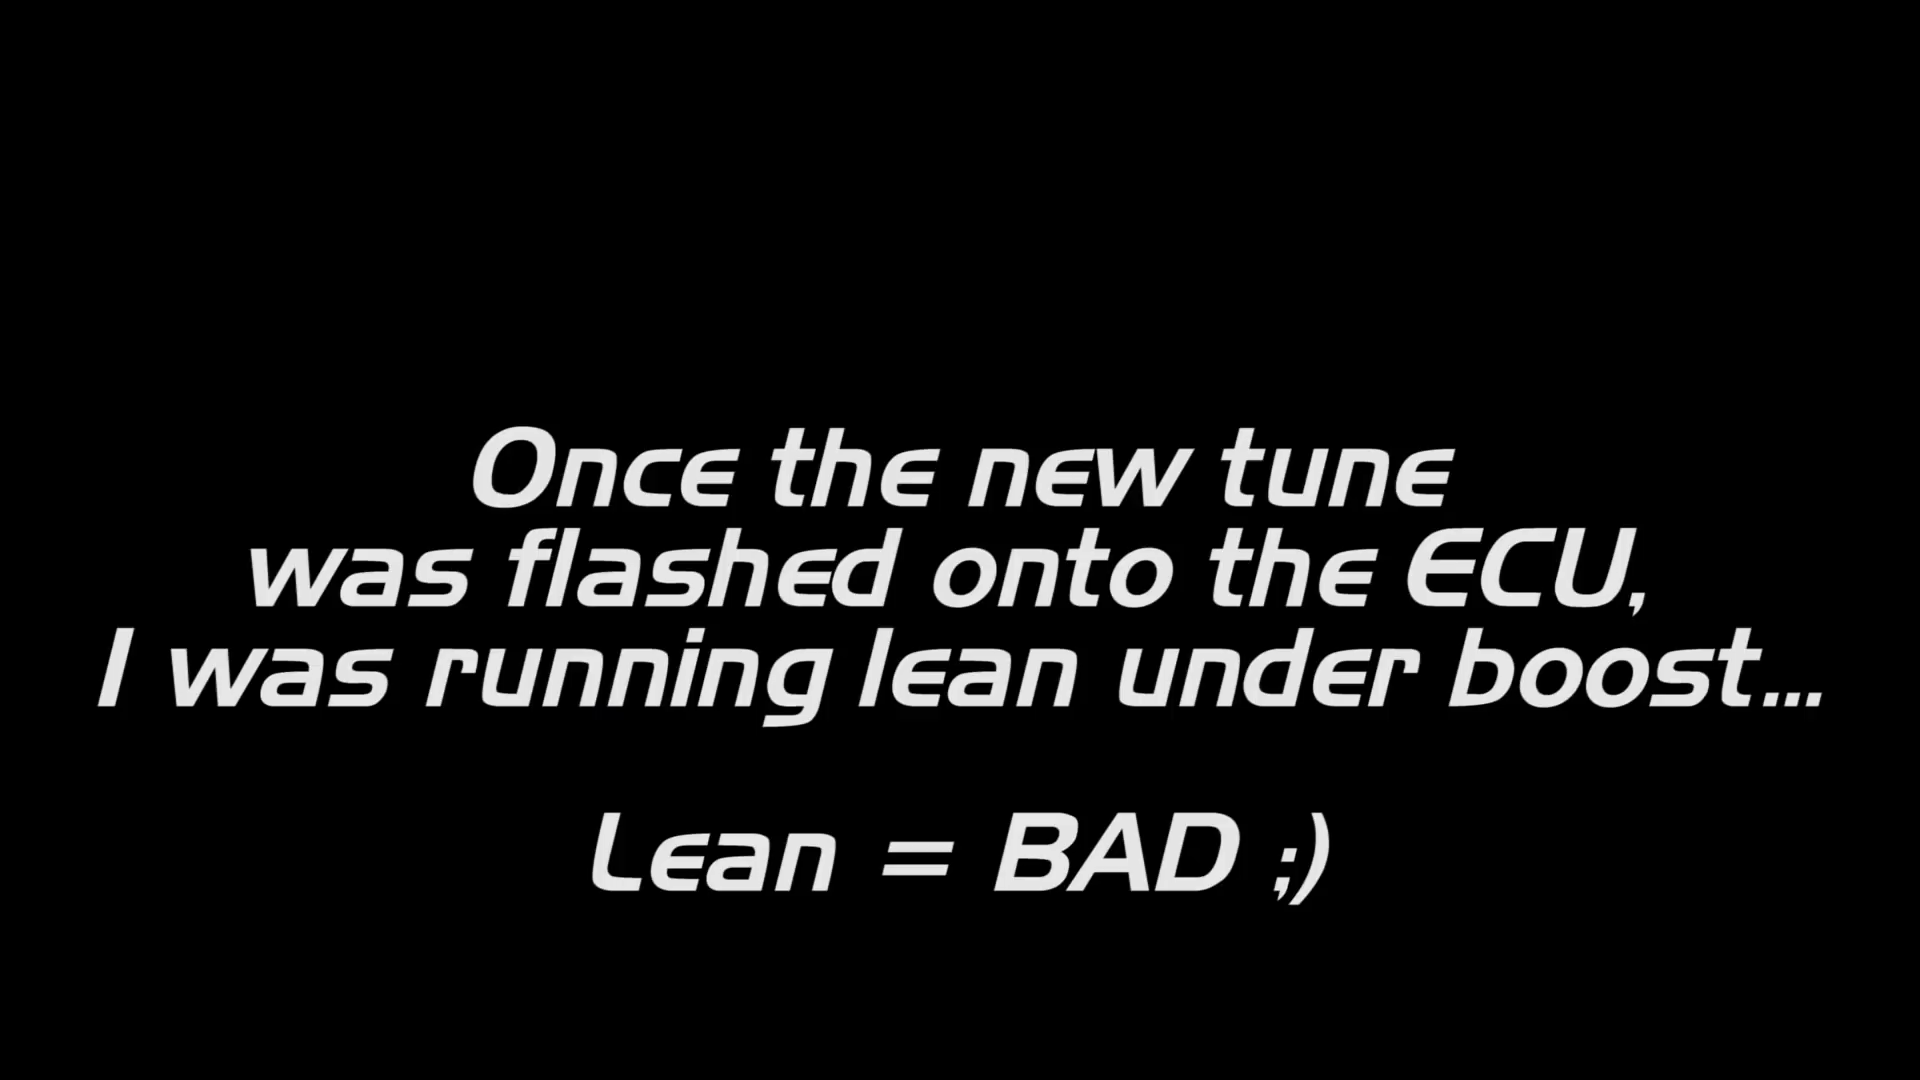 Once the new tune
was flashed onto the ECU,
I was running lean under boost...
Lean = BAD ;)